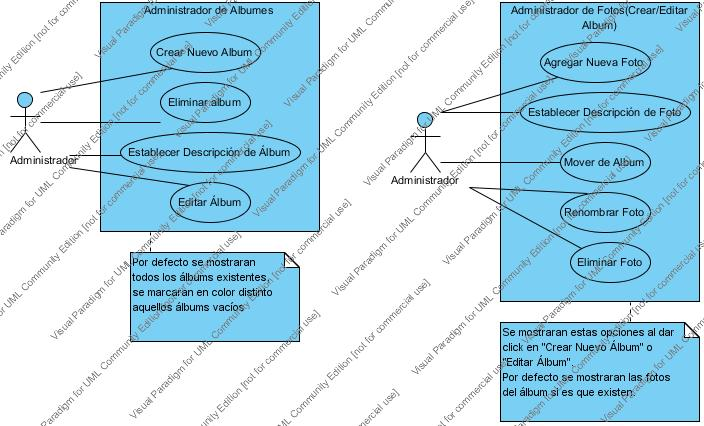 Administrador de Albumes
Crear Nuevo Album
Eliminar album
Establecer Descripción de Álbum
Editar Álbum
Administrador
Por defecto se mostraran
todos los álbums existentes,
se marcaran en color distinto
aquellos álbums vacíos.
Administrador de Fotos(Crear/Editar
Album)
Agregar Nueva Foto
Establecer Descripción de Foto
Mover de Album
Renombrar Foto
Eliminar Foto
Administrador
Se mostraran estas opciones al dar
click en "Crear Nuevo Álbum" o
"Editar Álbum".
Por defecto se mostraran las fotos
del álbum si es que existen.
Visual Paradigm for UML Community Edition [not for commercial use]